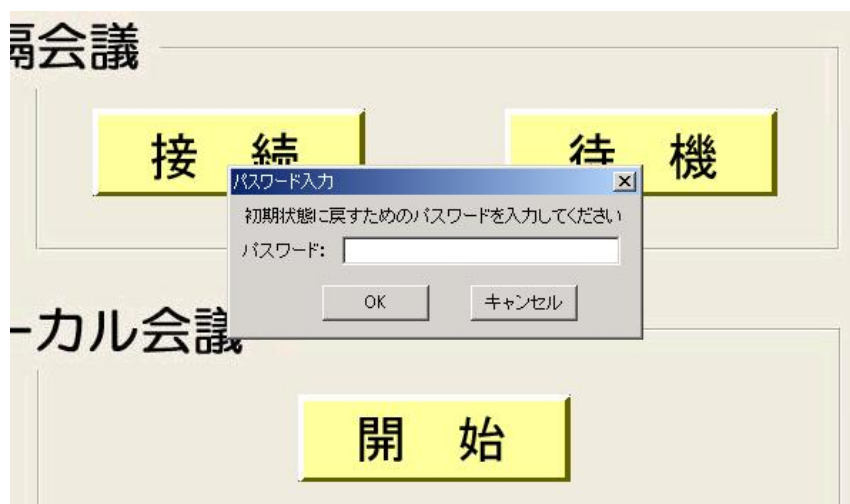 隔会議
接　続
待　機
パスワード入力
初期状態に戻すためのパスワードを入力してください
パスワード:
OK
キャンセル
ーカル会議
開　始